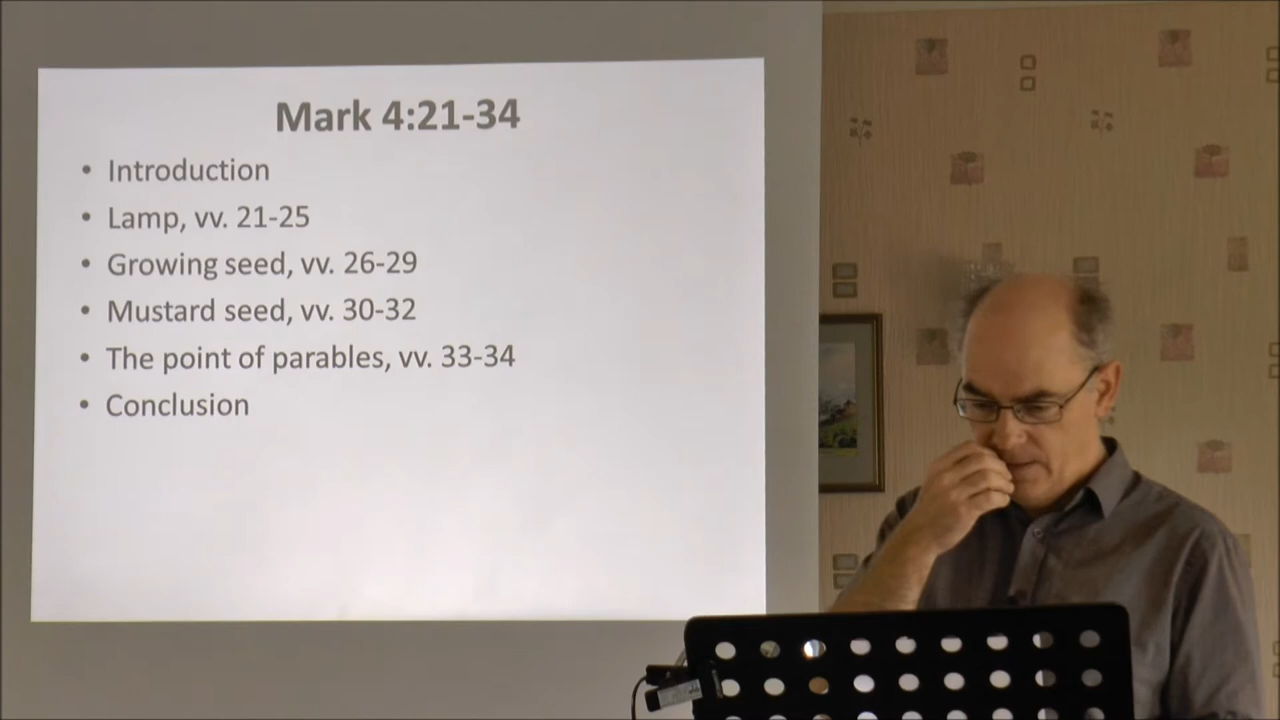 Mark 4:21-34
• Introduction
• Lamp, vv. 21-25
• Growing seed, vv. 26-29
• Mustard seed, vv. 30-32
• The point of parables, vv. 33-34
• Conclusion